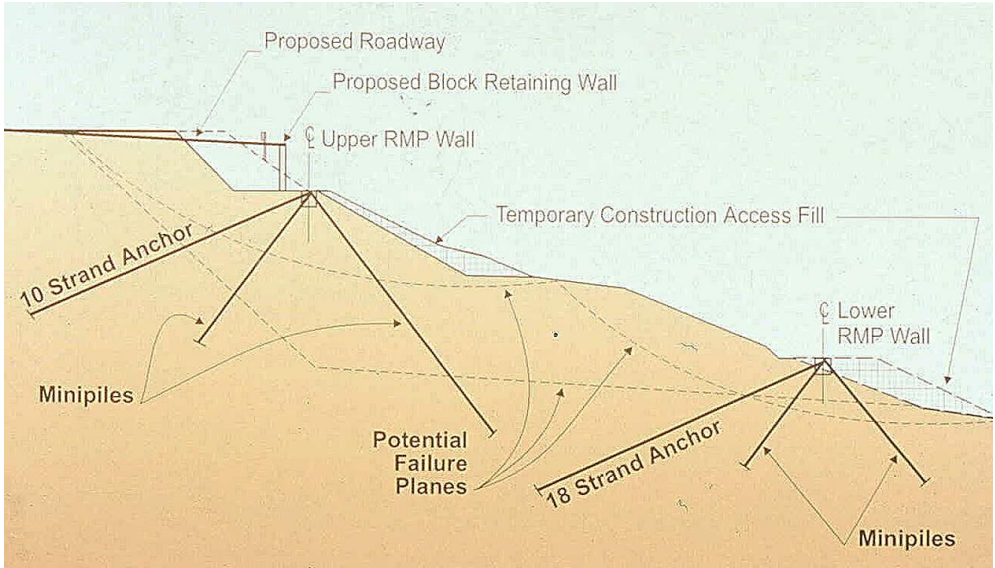 Proposed Roadway
Proposed Block Retaining Wall
℄ Upper RMP Wall
Temporary Construction Access Fill
10 Strand Anchor
℄ Lower
RMP Wall
Minipiles
Potential
Failure
Planes
18 Strand Anchor
Minipiles